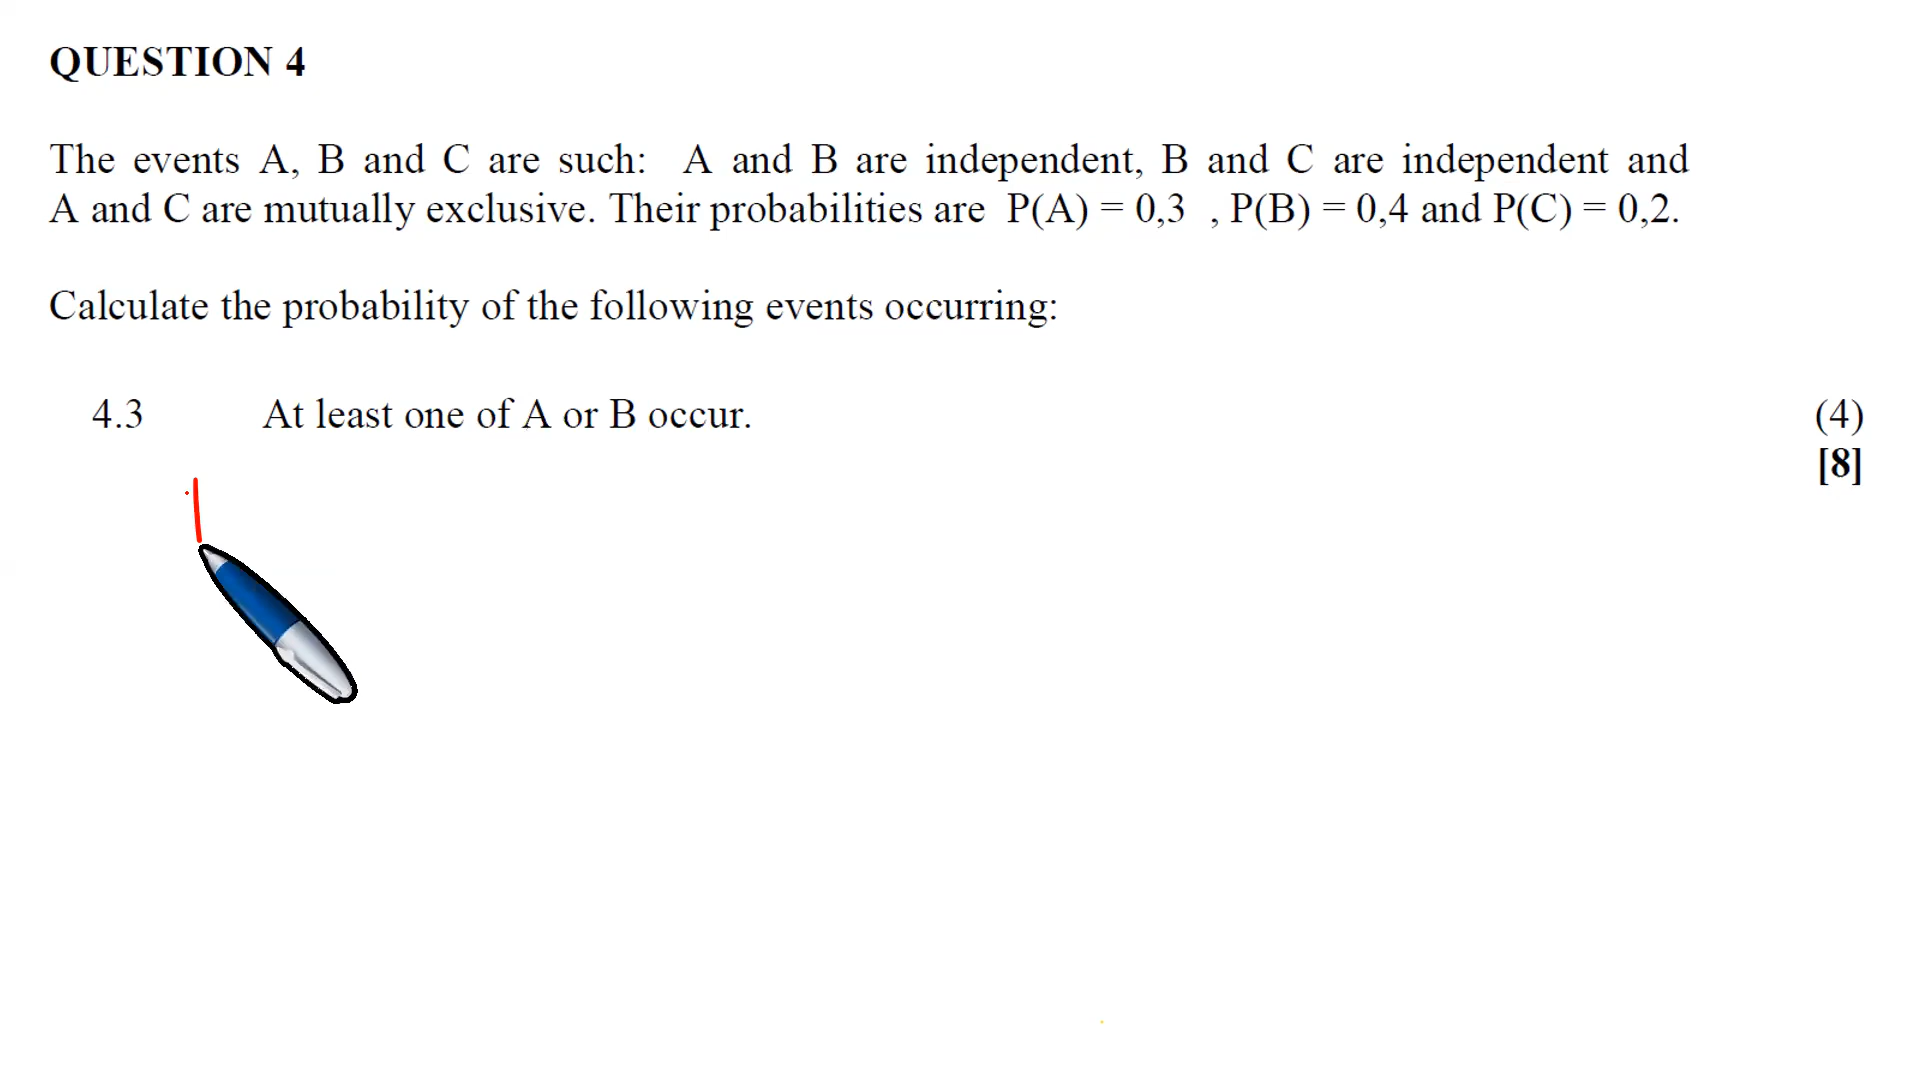 QUESTION 4
The events A, B and C are such: A and B are independent, B and C are independent and
A and C are mutually exclusive. Their probabilities are P(A) = 0,3 , P(B) = 0,4 and P(C) = 0,2.
Calculate the probability of the following events occurring:
4.3 At least one of A or B occur. (4)
[8]